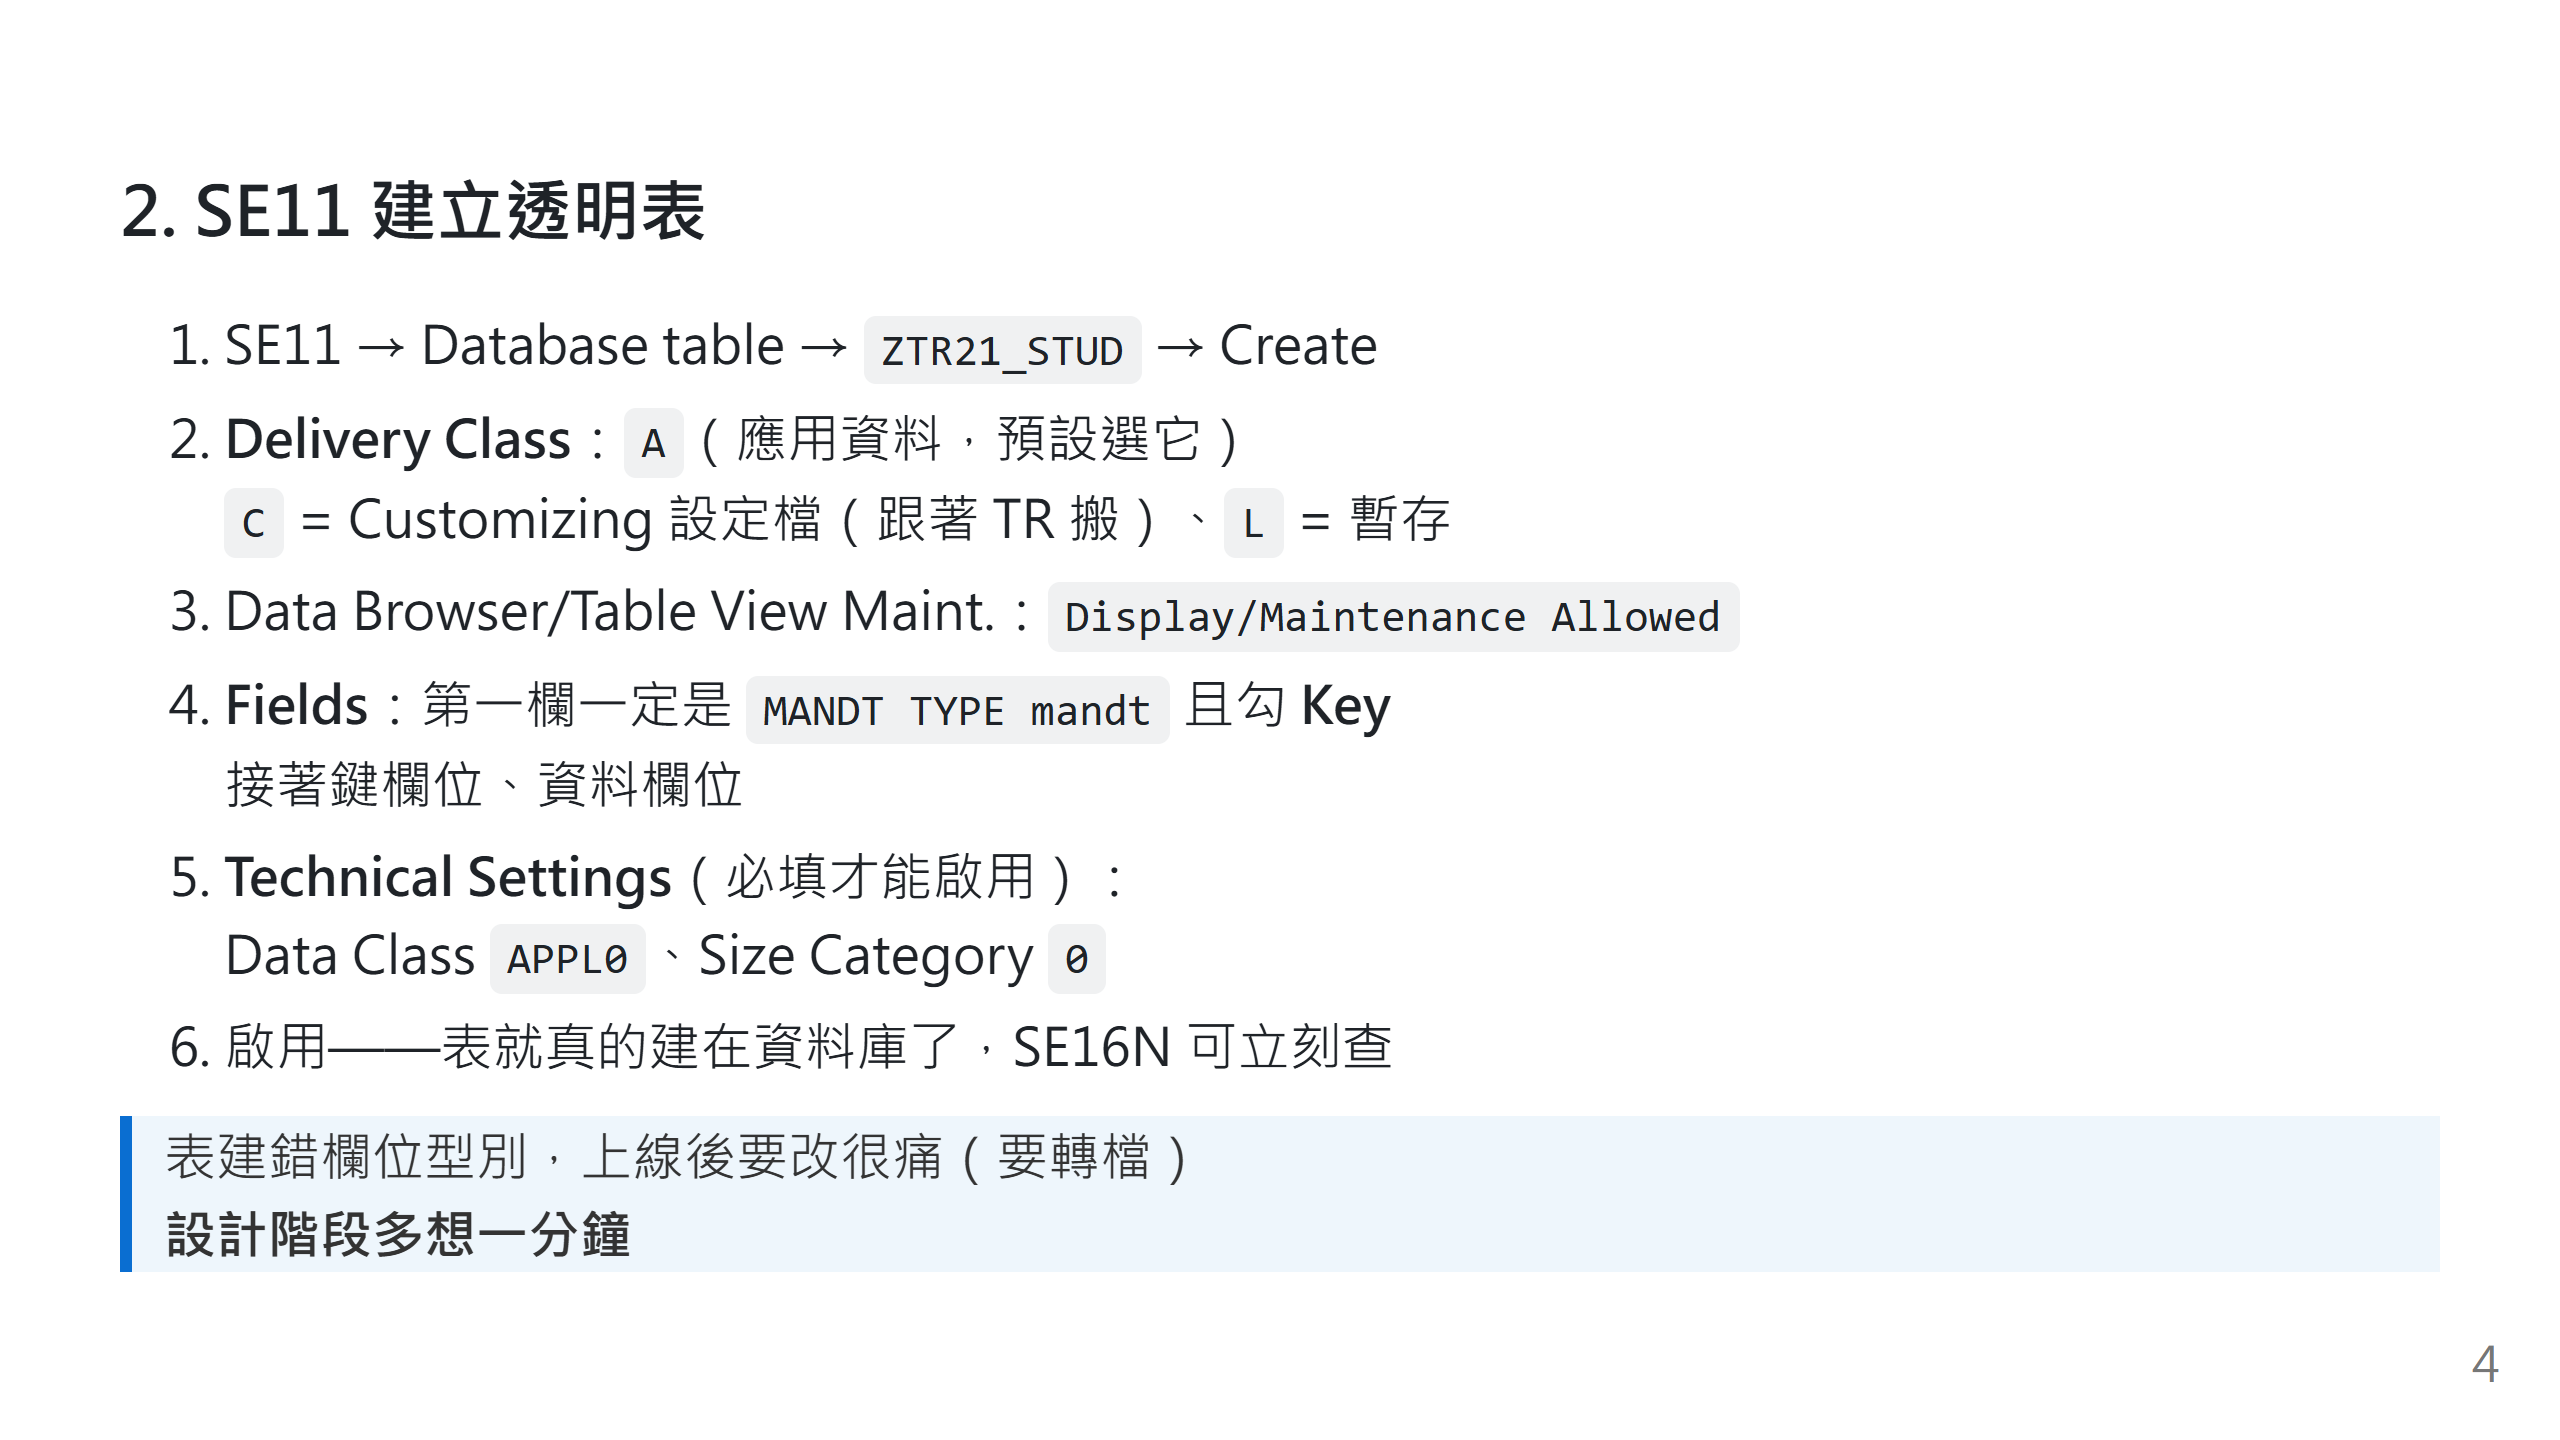 2. SE11 建立透明表
1. SE11 → Database table → ZTR21_STUD → Create
2. Delivery Class：A（應用資料，預設選它）
C = Customizing 設定檔（跟著 TR 搬）、L = 暫存
3. Data Browser/Table View Maint.：Display/Maintenance Allowed
4. Fields：第一欄一定是 MANDT TYPE mandt 且勾 Key
接著鍵欄位、資料欄位
5. Technical Settings（必填才能啟用）：
Data Class APPL0、Size Category 0
6. 啟用——表就真的建在資料庫了，SE16N 可立刻查
表建錯欄位型別，上線後要改很痛（要轉檔）
設計階段多想一分鐘
4